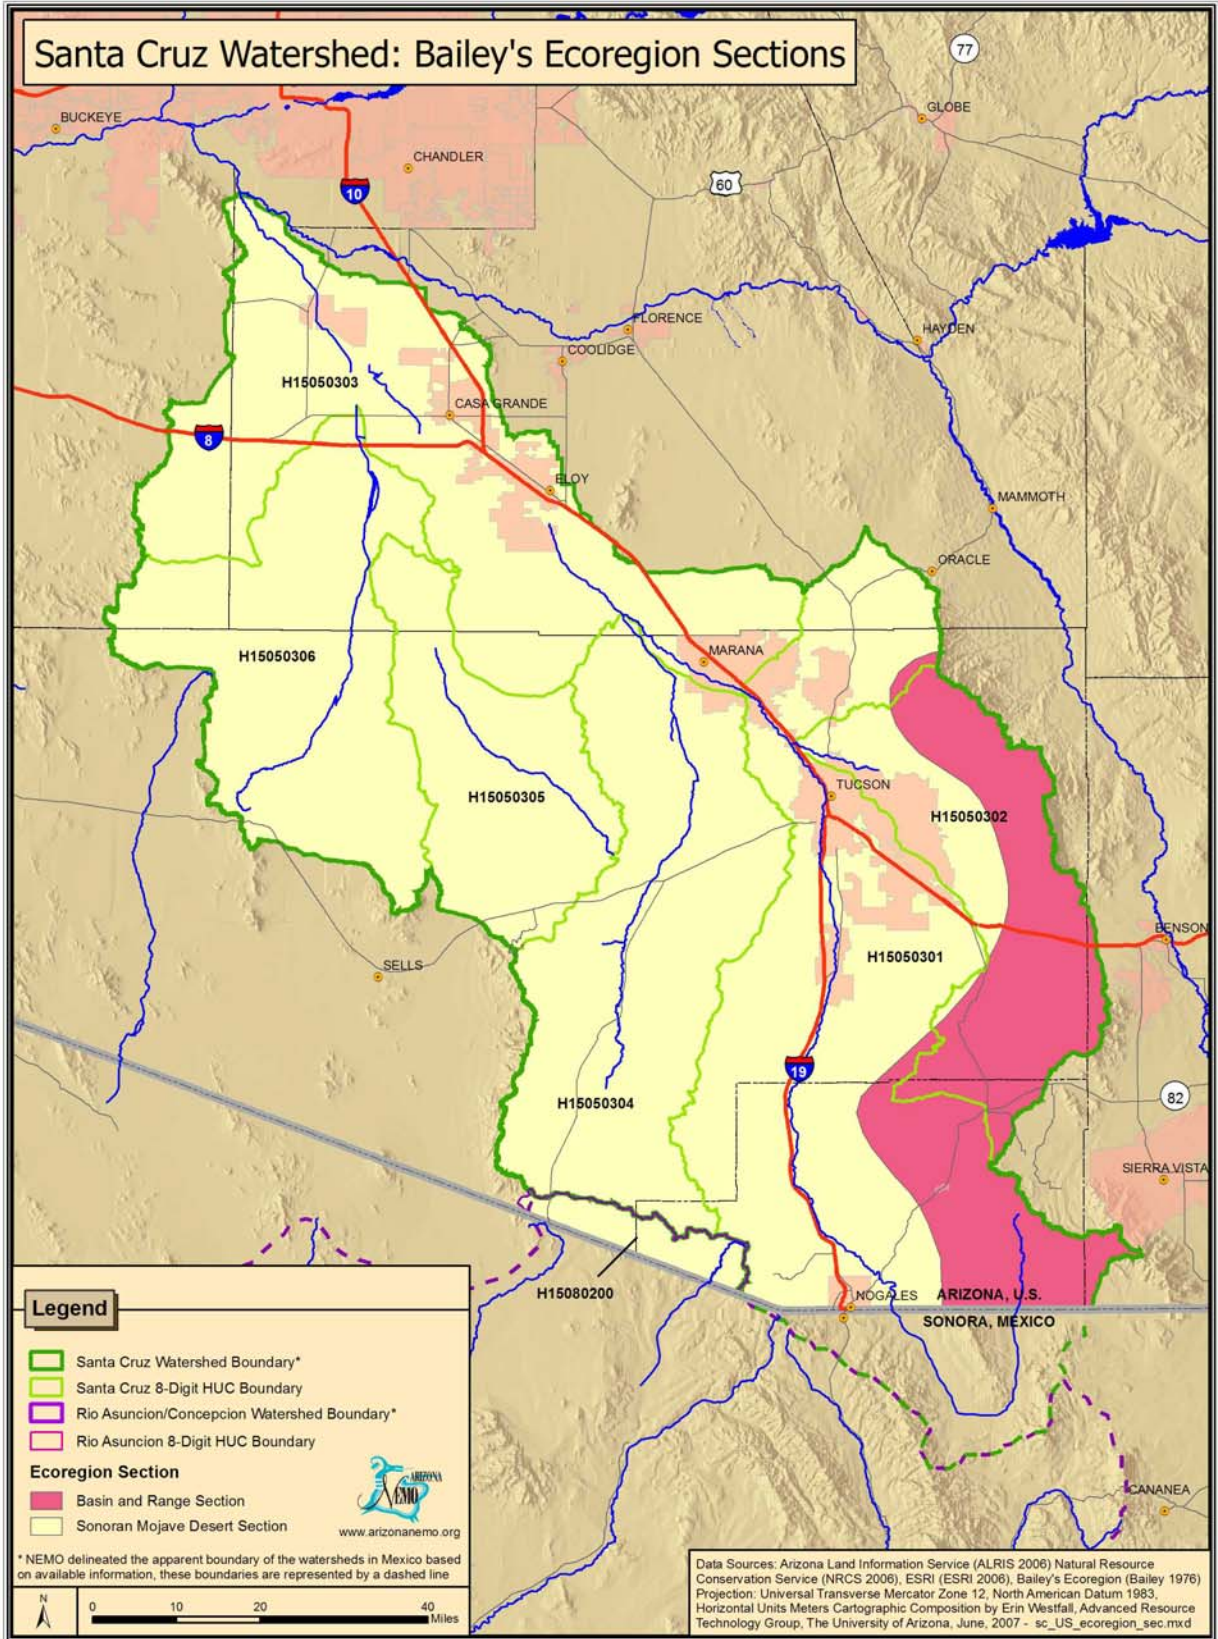 Santa Cruz Watershed: Bailey's Ecoregion Sections
77
BUCKEYE
GLOBE
CHANDLER
60
10
FLORENCE
HAYDEN
COOLIDGE
H15050303
CASA GRANDE
8
ELOY
MAMMOTH
ORACLE
H15050306
MARANA
TUCSON
H15050305
H15050302
BENSON
H15050301
SELLS
19
H15050304
82
SIERRA VISTA
H15080200
NOGALES
ARIZONA, U.S.
SONORA, MEXICO
CANANEA
Legend
Santa Cruz Watershed Boundary*
Santa Cruz 8-Digit HUC Boundary
Rio Asuncion/Concepcion Watershed Boundary*
Rio Asuncion 8-Digit HUC Boundary
Ecoregion Section
Basin and Range Section
Sonoran Mojave Desert Section
ARIZONA
NEMO
www.arizonanemo.org
* NEMO delineated the apparent boundary of the watersheds in Mexico based
on available information, these boundaries are represented by a dashed line
N
0 10 20 40
Miles
Data Sources: Arizona Land Information Service (ALRIS 2006) Natural Resource
Conservation Service (NRCS 2006), ESRI (ESRI 2006), Bailey's Ecoregion (Bailey 1976)
Projection: Universal Transverse Mercator Zone 12, North American Datum 1983,
Horizontal Units Meters Cartographic Composition by Erin Westfall, Advanced Resource
Technology Group, The University of Arizona, June, 2007 - sc_US_ecoregion_sec.mxd